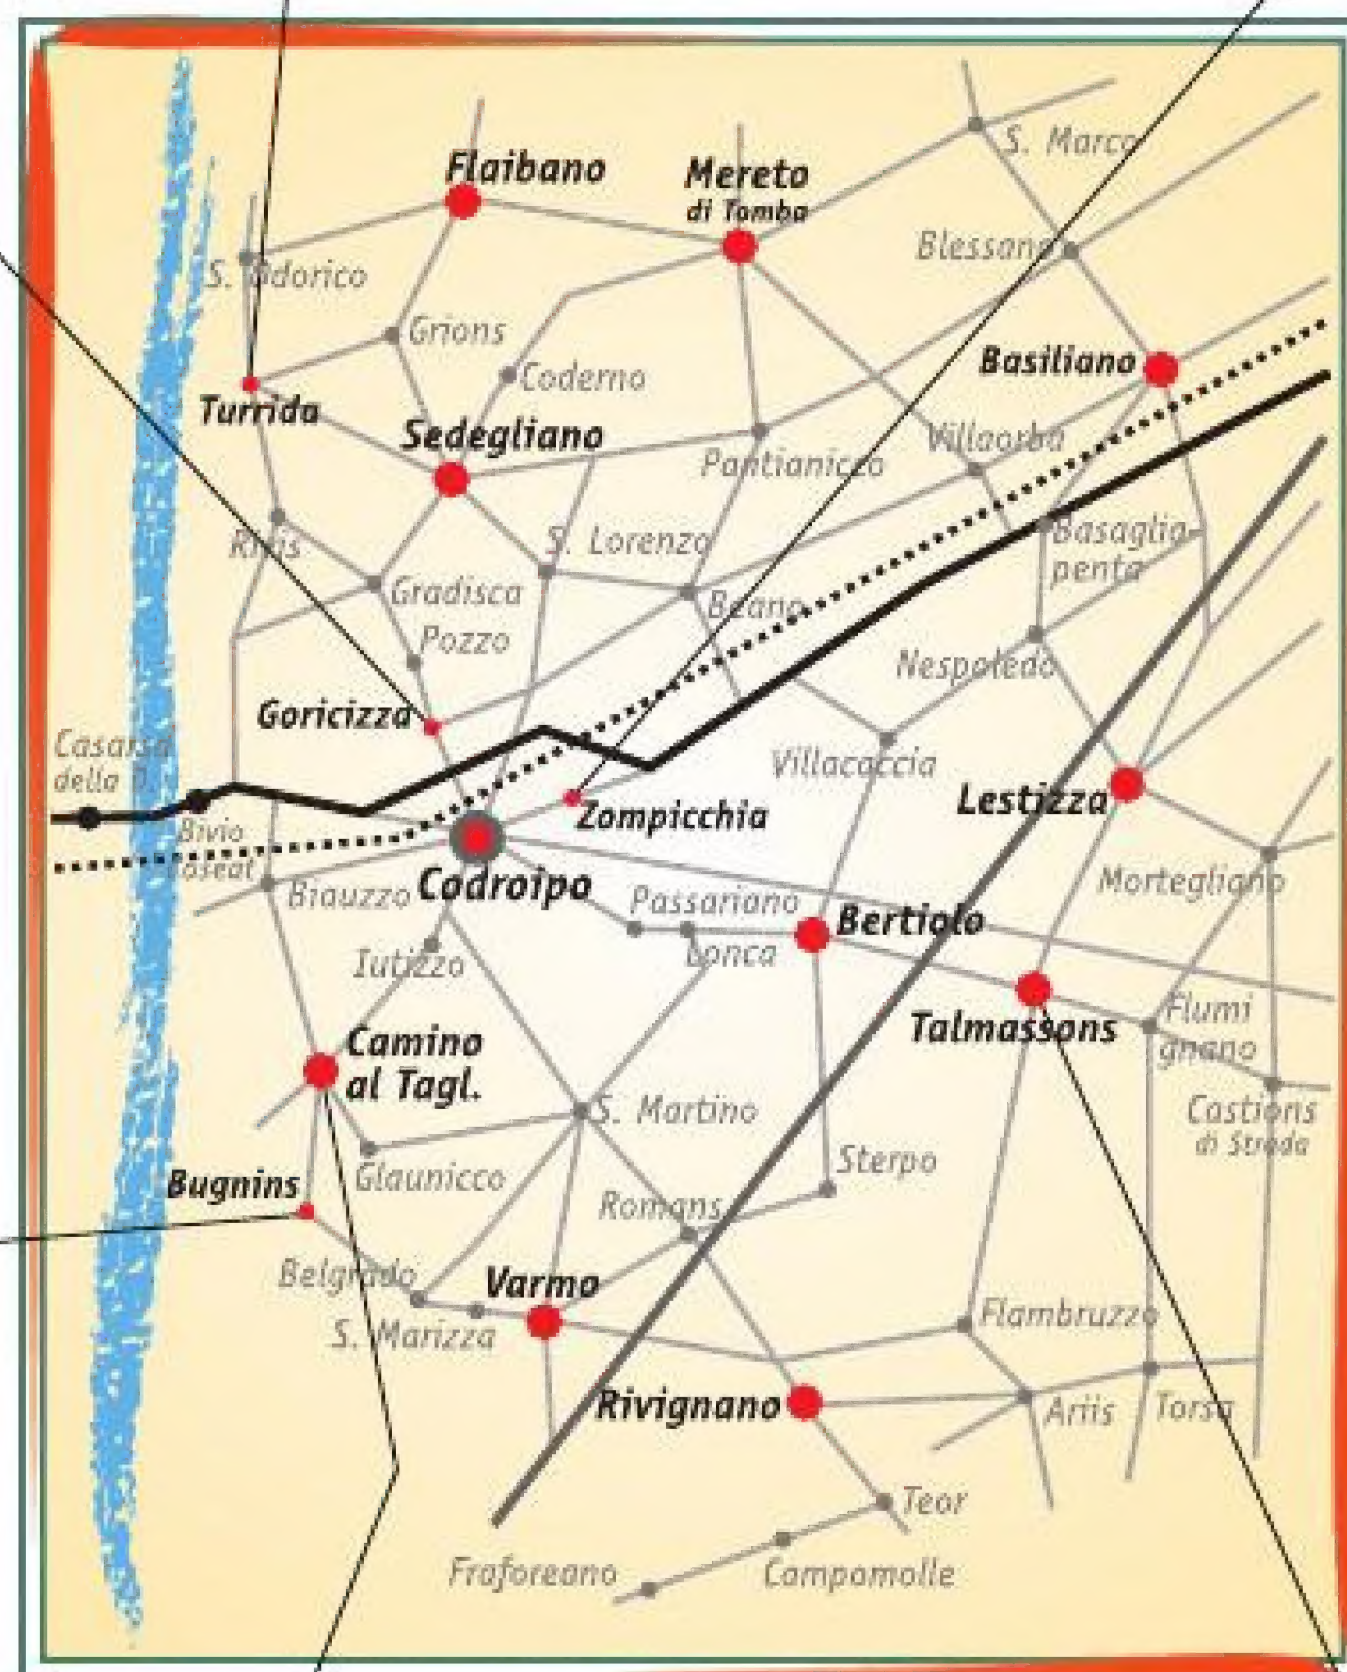 S. Marco
Flaibano
Mereto
di Tomba
Blessano
S. Odorico
Grions
Basiliano
Coderno
Turrida
Sedegliano
Villaorba
Pantianicco
Rivis
S. Lorenzo
Basaglia-
penta
Gradisca
Beano
Pozzo
Nespoledo
Goricizza
Casarsa
della D.
Villacaccia
Lestizza
Zompicchia
Bivio
Coseat
Biauzzo
Codroipo
Mortegliano
Passariano
Bertiolo
Lonca
Iutizzo
Flumi
gnano
Talmassons
Camino
al Tagl.
S. Martino
Castions
di Strada
Sterpo
Glaunicco
Bugnins
Romans
Belgrado
Varmo
Flambruzzo
S. Marizza
Rivignano
Ariis
Torsa
Teor
Fraforeano
Campomolle